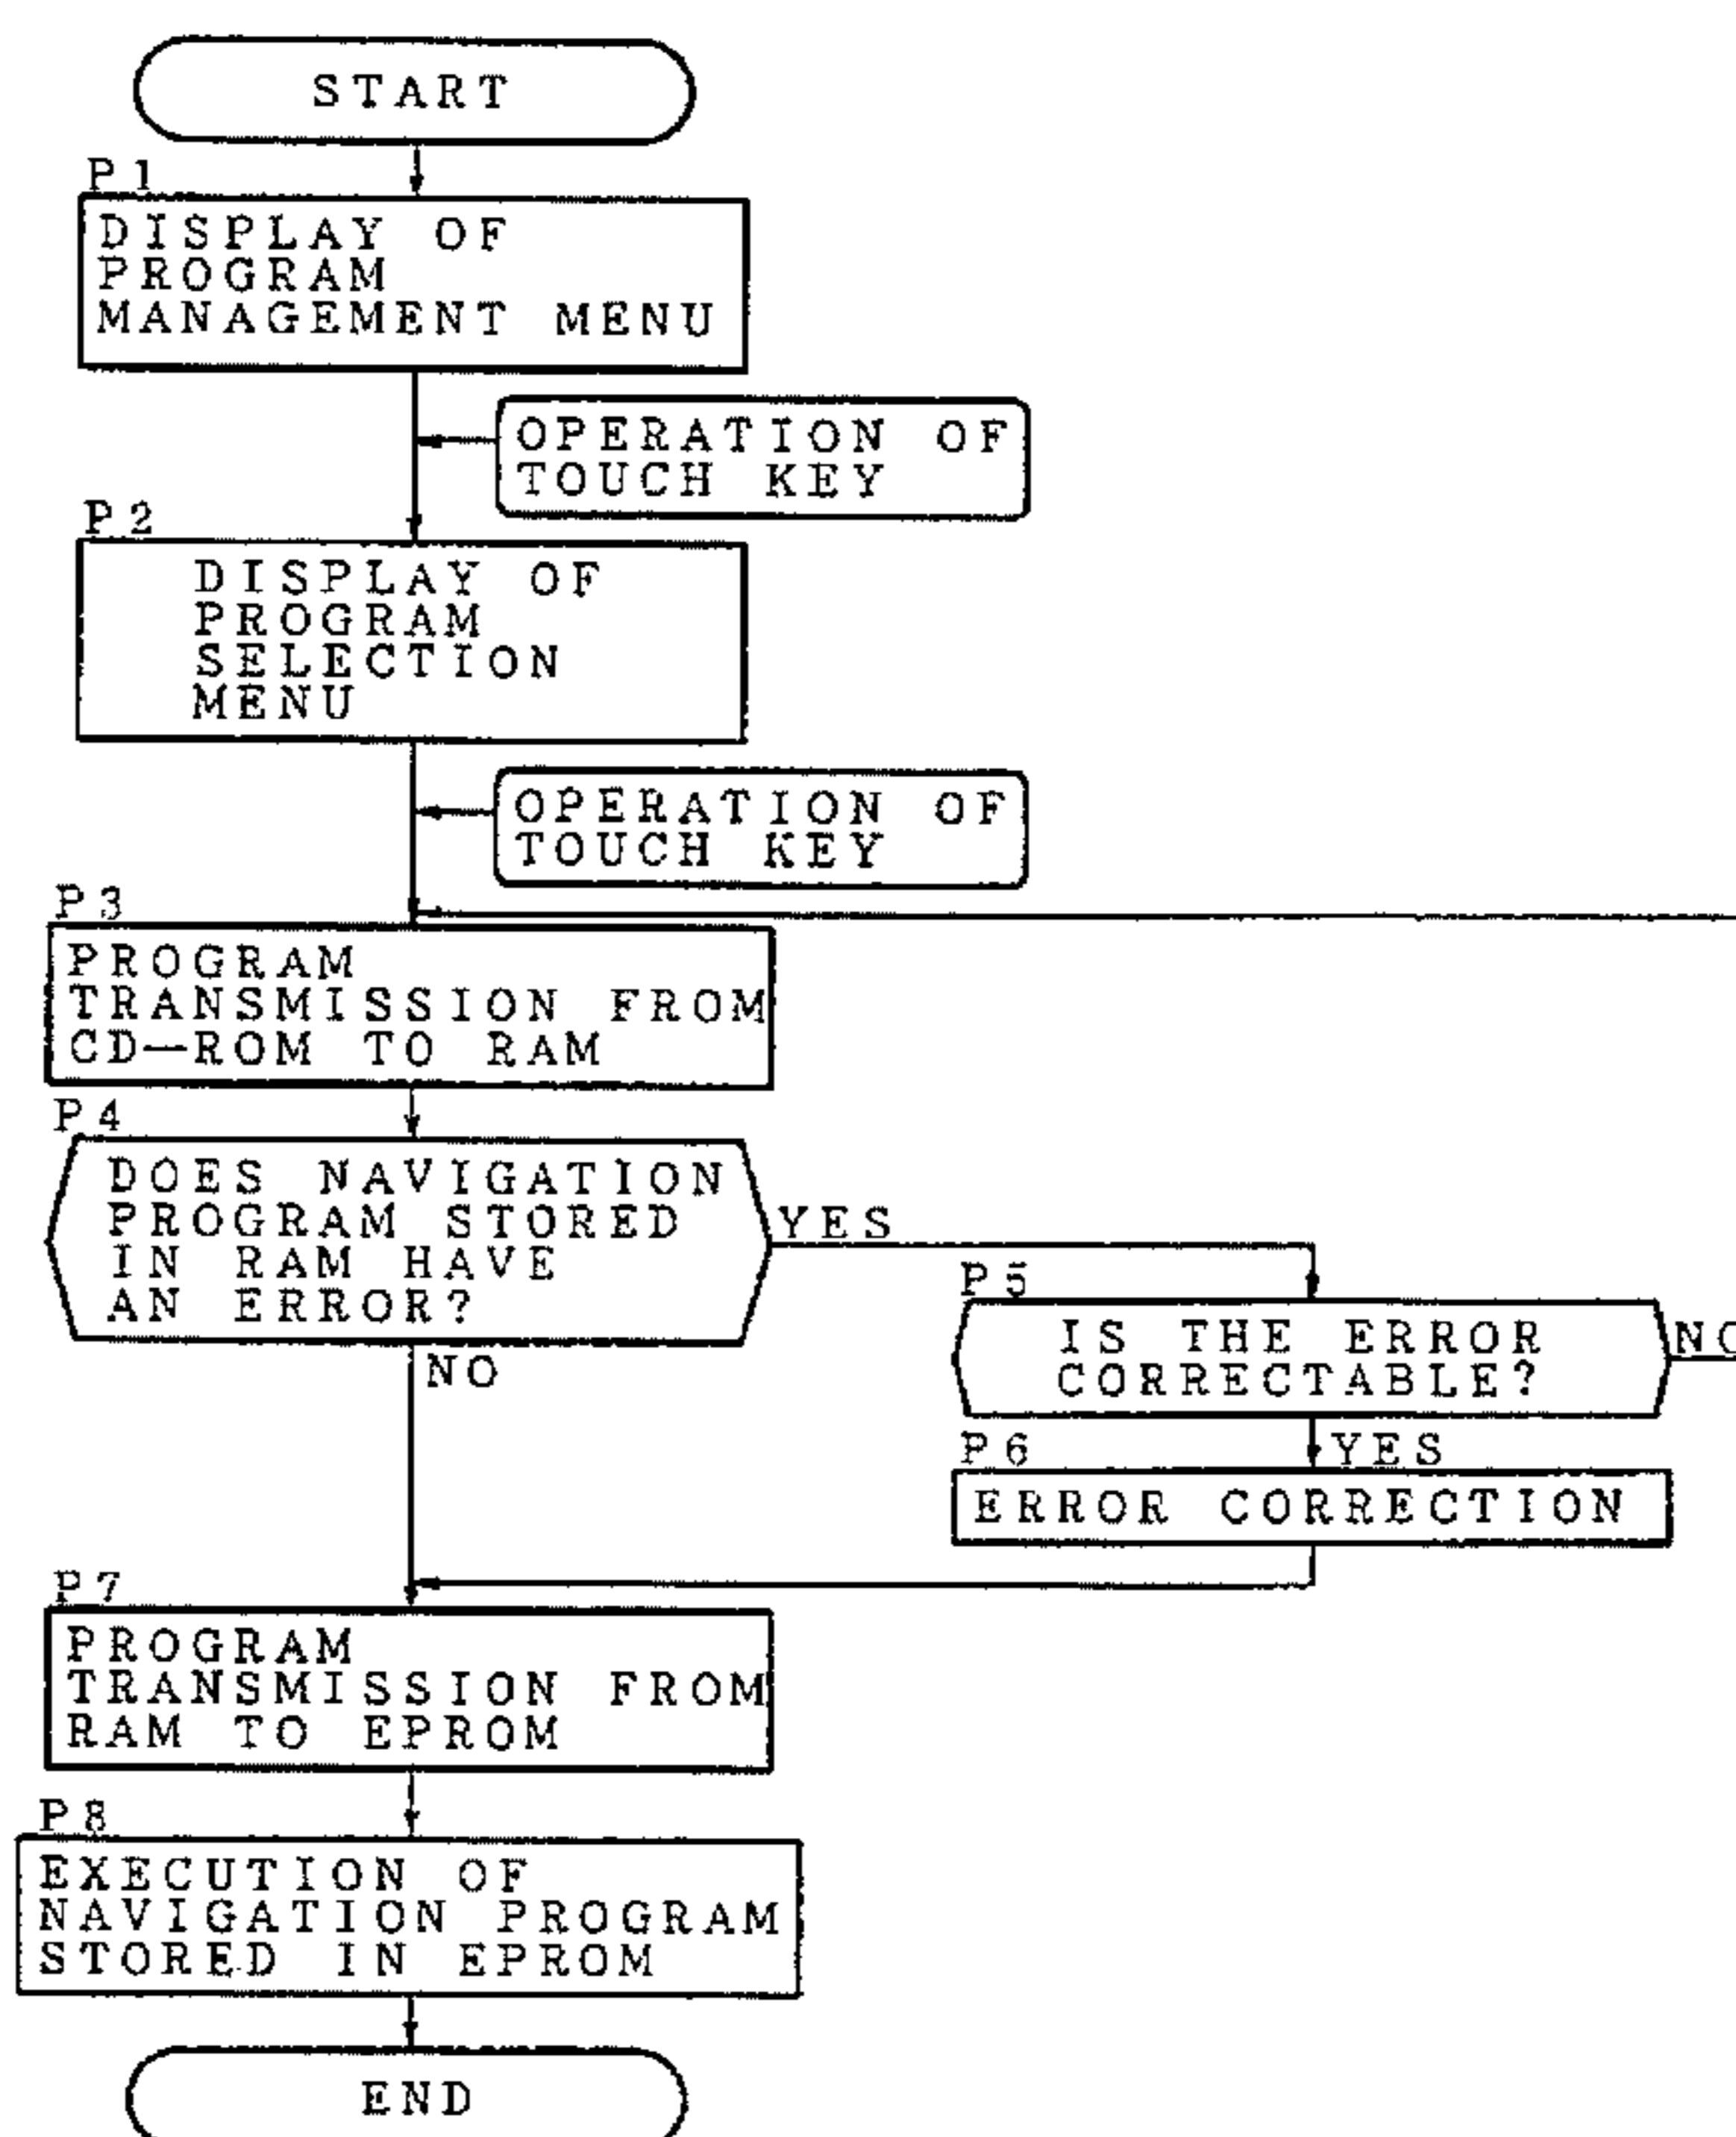 START
P1
DISPLAY OF
PROGRAM
MANAGEMENT MENU
OPERATION OF
TOUCH KEY
P2
DISPLAY OF
PROGRAM
SELECTION
MENU
OPERATION OF
TOUCH KEY
P3
PROGRAM
TRANSMISSION FROM
CD-ROM TO RAM
P4
DOES NAVIGATION
PROGRAM STORED
IN RAM HAVE
AN ERROR?
YES
NO
P5
IS THE ERROR
CORRECTABLE?
NO
YES
P6
ERROR CORRECTION
P7
PROGRAM
TRANSMISSION FROM
RAM TO EPROM
P8
EXECUTION OF
NAVIGATION PROGRAM
STORED IN EPROM
END